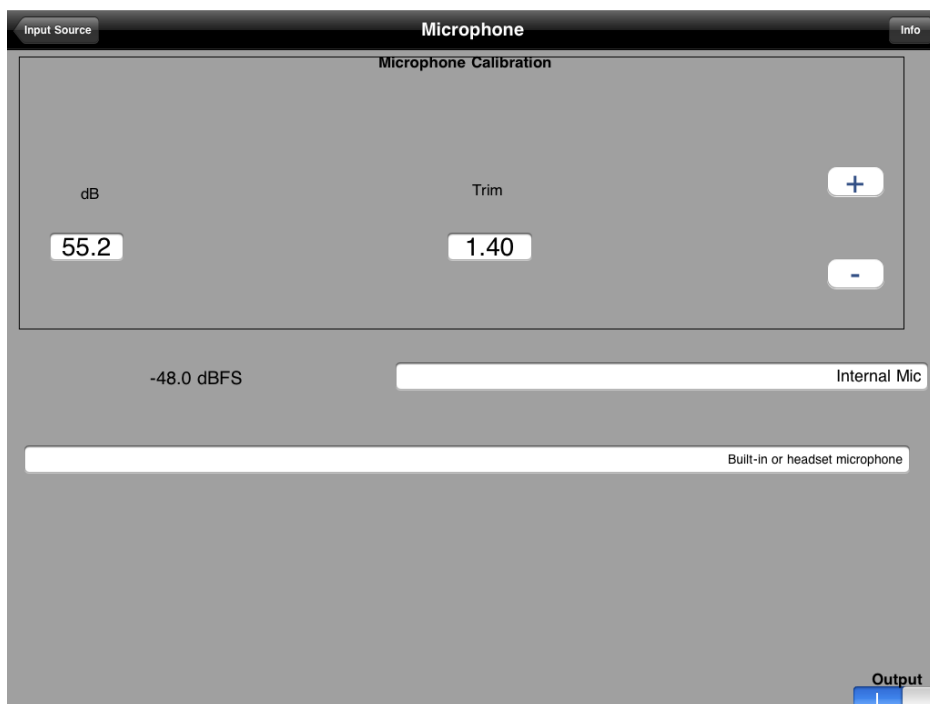 Input Source
Microphone
Info
Microphone Calibration
dB
Trim
+
55.2
1.40
-
-48.0 dBFS
Internal Mic
Built-in or headset microphone
Output